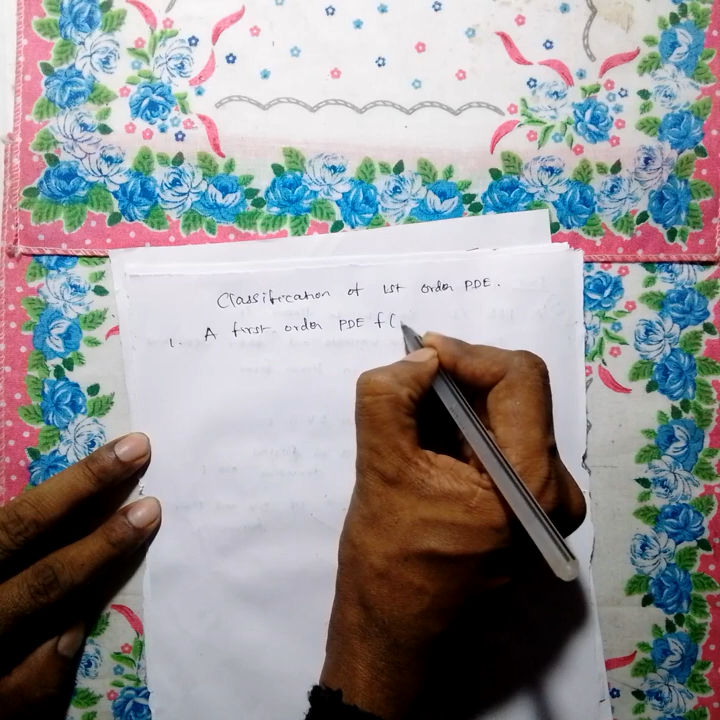 Classification of 1st order PDE.
1. A first order PDE f(